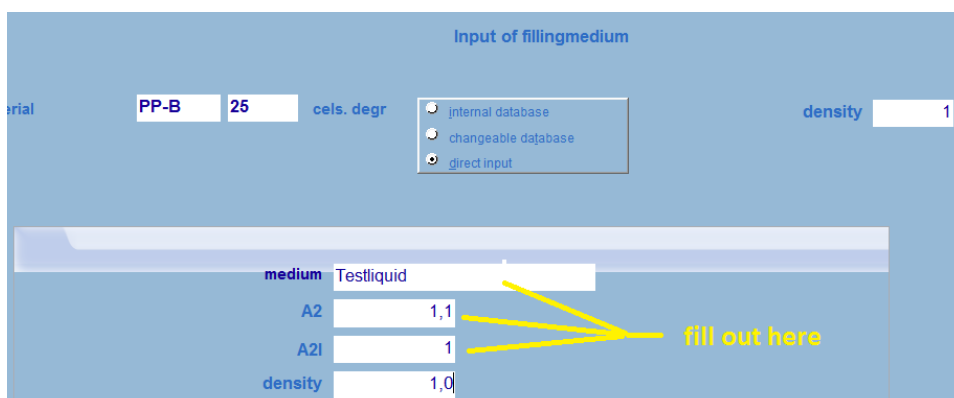 Input of fillingmedium
erial PP-B 25 cels. degr
internal database
density 1
changeable database
direct input
medium Testliquid
A2 1,1
fill out here
A2I 1
density 1,0